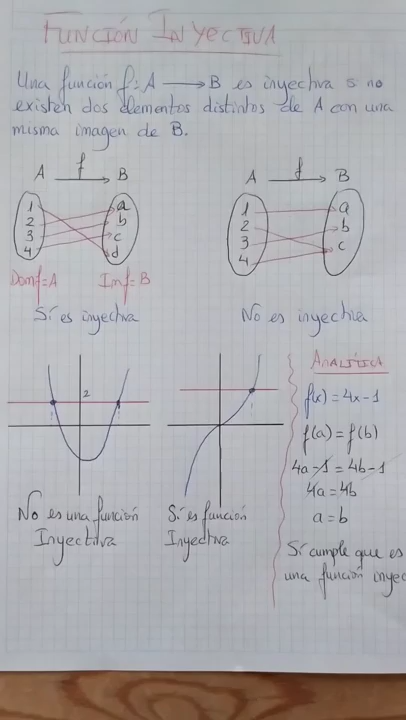 FUNCIÓN INYECTIVA
Una función f: A → B es inyectiva si no
existen dos elementos distintos de A con una
misma imagen de B.
A f B
1 a
2 b
3 c
4 d
Domf=A Imf=B
Sí es inyectiva
A f B
1 a
2 b
3 c
4
No es inyectiva
2
No es una función
Inyectiva
Sí es función
Inyectiva
ANALÍTICA
f(x) = 4x-1
f(a) = f(b)
4a-1 = 4b-1
4a = 4b
a = b
Sí cumple que es
una función inyec